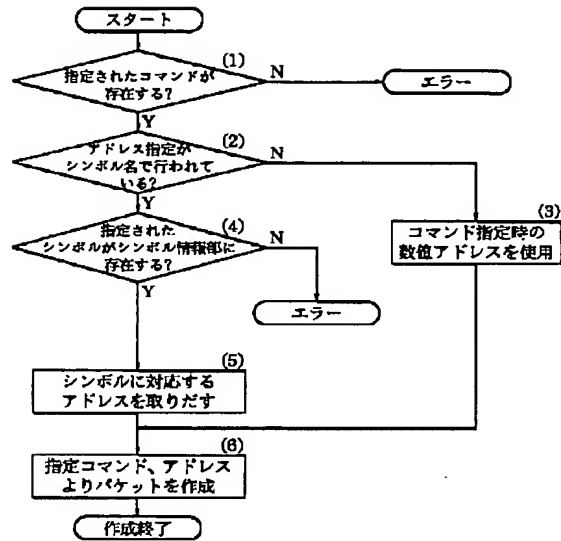 スタート
(1)
指定されたコマンドが
存在する?
N
エラー
Y
(2)
アドレス指定が
シンボル名で行われて
いる?
N
Y
(3)
コマンド指定時の
数値アドレスを使用
(4)
指定された
シンボルがシンボル情報部に
存在する?
N
Y
エラー
(5)
シンボルに対応する
アドレスを取りだす
(6)
指定コマンド、アドレス
よりパケットを作成
作成終了